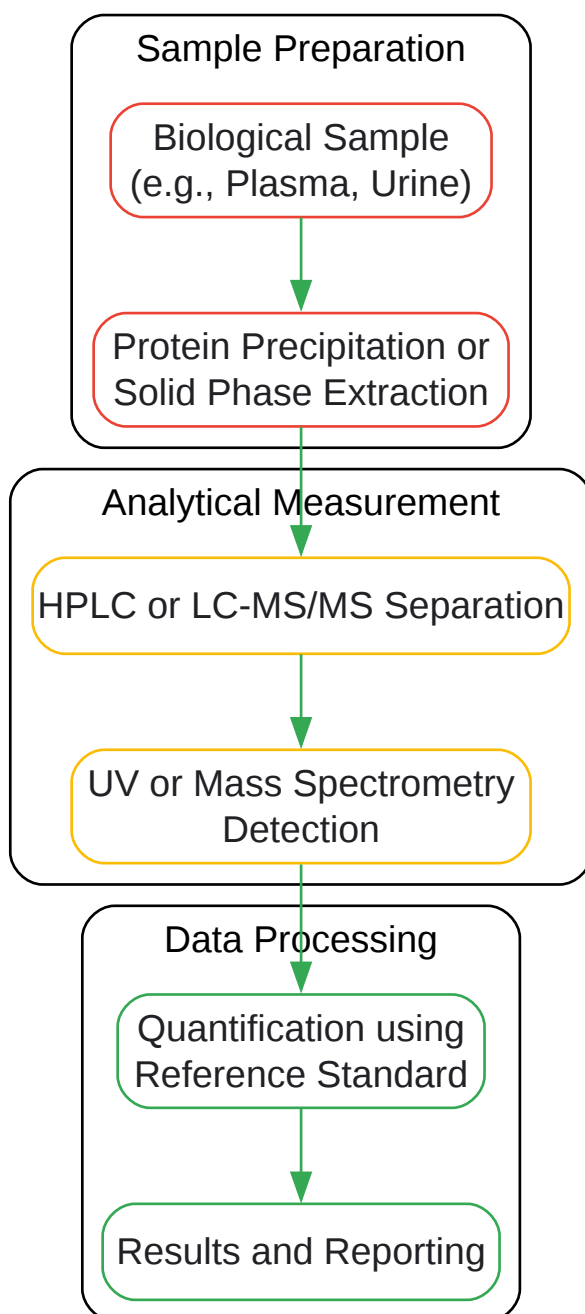 Sample Preparation
Biological Sample
(e.g., Plasma, Urine)
Protein Precipitation or
Solid Phase Extraction
Analytical Measurement
HPLC or LC-MS/MS Separation
UV or Mass Spectrometry
Detection
Data Processing
Quantification using
Reference Standard
Results and Reporting